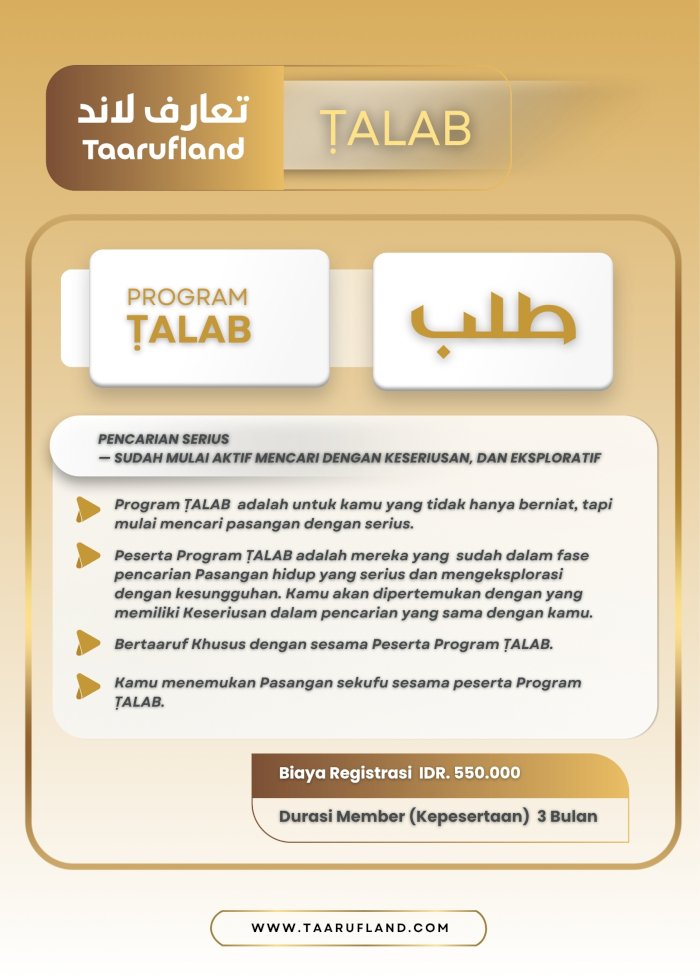 تعارف لاند
Taarufland
ṬALAB
PROGRAM
ṬALAB
طلب
PENCARIAN SERIUS
— SUDAH MULAI AKTIF MENCARI DENGAN KESERIUSAN, DAN EKSPLORATIF
Program ṬALAB adalah untuk kamu yang tidak hanya berniat, tapi
mulai mencari pasangan dengan serius.
Peserta Program ṬALAB adalah mereka yang sudah dalam fase
pencarian Pasangan hidup yang serius dan mengeksplorasi
dengan kesungguhan. Kamu akan dipertemukan dengan yang
memiliki Keseriusan dalam pencarian yang sama dengan kamu.
Bertaaruf Khusus dengan sesama Peserta Program ṬALAB.
Kamu menemukan Pasangan sekufu sesama peserta Program
ṬALAB.
Biaya Registrasi IDR. 550.000
Durasi Member (Kepesertaan) 3 Bulan
WWW.TAARUFLAND.COM